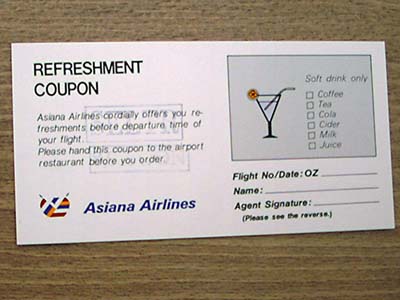 REFRESHMENT
COUPON
Asiana Airlines cordially offers you re-
freshments before departure time of
your flight.
Please hand this coupon to the airport
restaurant before you order.
Asiana Airlines
Soft drink only
Coffee
Tea
Cola
Cider
Milk
Juice
Flight No/Date: OZ
Name:
Agent Signature:
(Please see the reverse.)